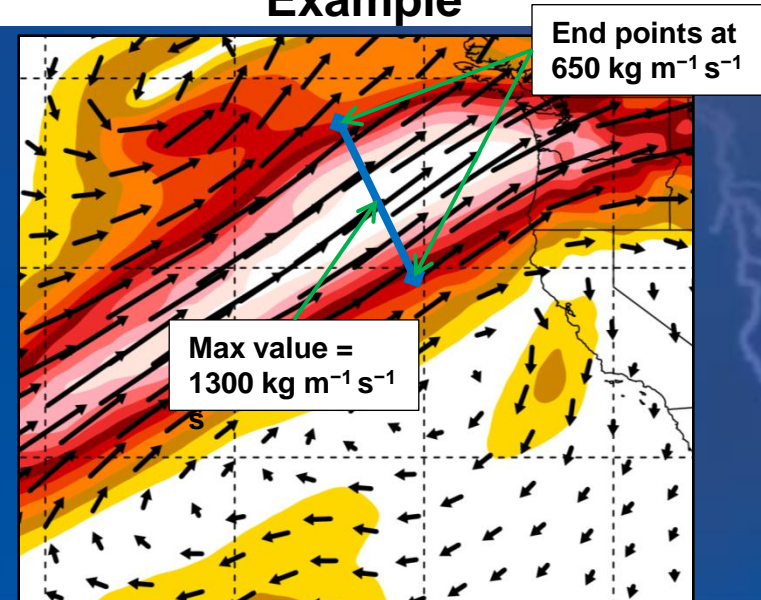 Example
End points at
650 kg m⁻¹ s⁻¹
Max value =
1300 kg m⁻¹ s⁻¹
s